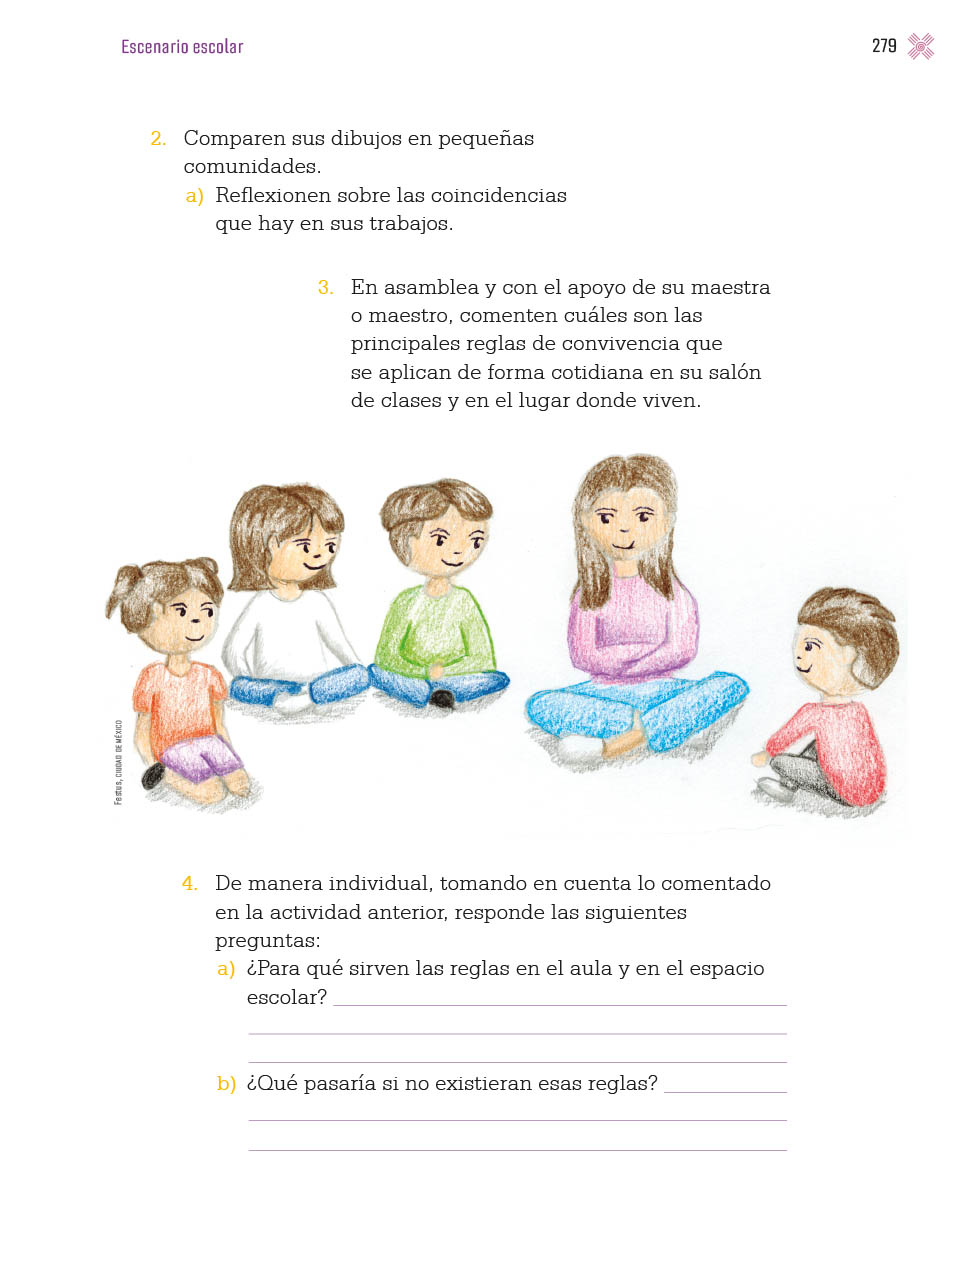 Escenario escolar
279
2. Comparen sus dibujos en pequeñas
comunidades.
a) Reflexionen sobre las coincidencias
que hay en sus trabajos.
3. En asamblea y con el apoyo de su maestra
o maestro, comenten cuáles son las
principales reglas de convivencia que
se aplican de forma cotidiana en su salón
de clases y en el lugar donde viven.
Festus, CIUDAD DE MÉXICO
4. De manera individual, tomando en cuenta lo comentado
en la actividad anterior, responde las siguientes
preguntas:
a) ¿Para qué sirven las reglas en el aula y en el espacio
escolar?
b) ¿Qué pasaría si no existieran esas reglas?